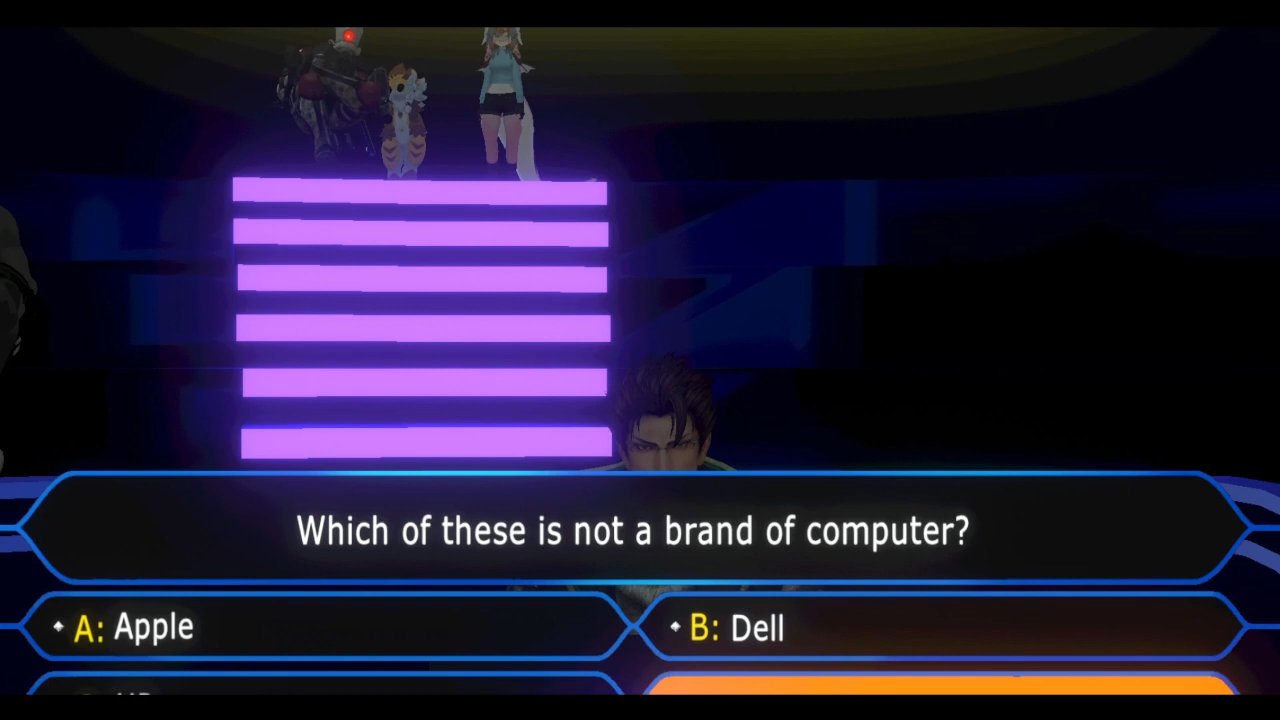 Which of these is not a brand of computer?
A: Apple
B: Dell